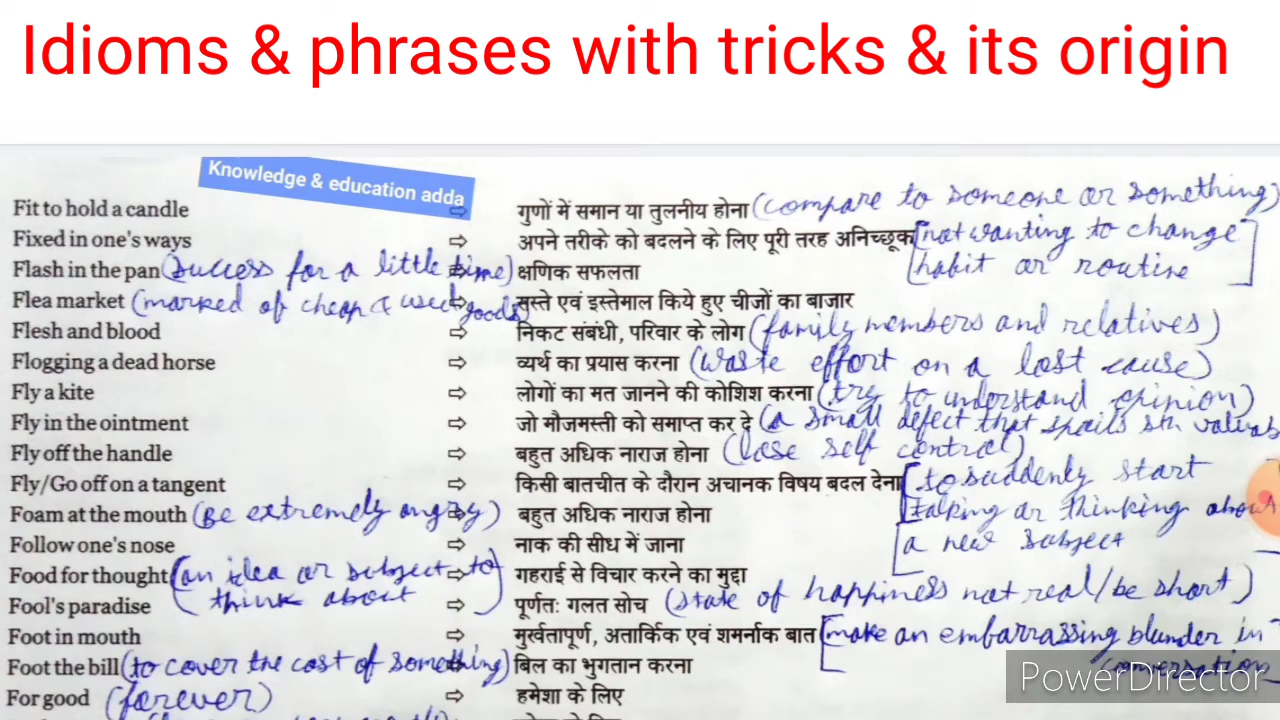 Idioms & phrases with tricks & its origin
Knowledge & education adda
Fit to hold a candle ⇨ गुणों में समान या तुलनीय होना (compare to someone or something)
Fixed in one's ways ⇨ अपने तरीके को बदलने के लिए पूरी तरह अनिच्छूक [not wanting to change
habit or routine]
Flash in the pan (success for a little time) ⇨ क्षणिक सफलता
Flea market (marked of cheap & used goods) ⇨ सस्ते एवं इस्तेमाल किये हुए चीजों का बाजार
Flesh and blood ⇨ निकट संबंधी, परिवार के लोग (family members and relatives)
Flogging a dead horse ⇨ व्यर्थ का प्रयास करना (waste effort on a lost cause)
Fly a kite ⇨ लोगों का मत जानने की कोशिश करना (try to understand opinion)
Fly in the ointment ⇨ जो मौजमस्ती को समाप्त कर दे (a small defect that spoils sth valuab
Fly off the handle ⇨ बहुत अधिक नाराज होना (lose self control)
Fly/Go off on a tangent ⇨ किसी बातचीत के दौरान अचानक विषय बदल देना [to suddenly start
talking or thinking about
a new subject
Foam at the mouth (Be extremely angry) ⇨ बहुत अधिक नाराज होना
Follow one's nose ⇨ नाक की सीध में जाना
Food for thought (an idea or subject to ⇨ गहराई से विचार करने का मुद्दा
think about)
Fool's paradise ⇨ पूर्णतः गलत सोच (state of happiness not real/be short)
Foot in mouth ⇨ मुर्खतापूर्ण, अतार्किक एवं शमर्नाक बात [make an embarrassing blunder in
conversation
Foot the bill (to cover the cost of something) ⇨ बिल का भुगतान करना
For good (forever) ⇨ हमेशा के लिए
PowerDirector